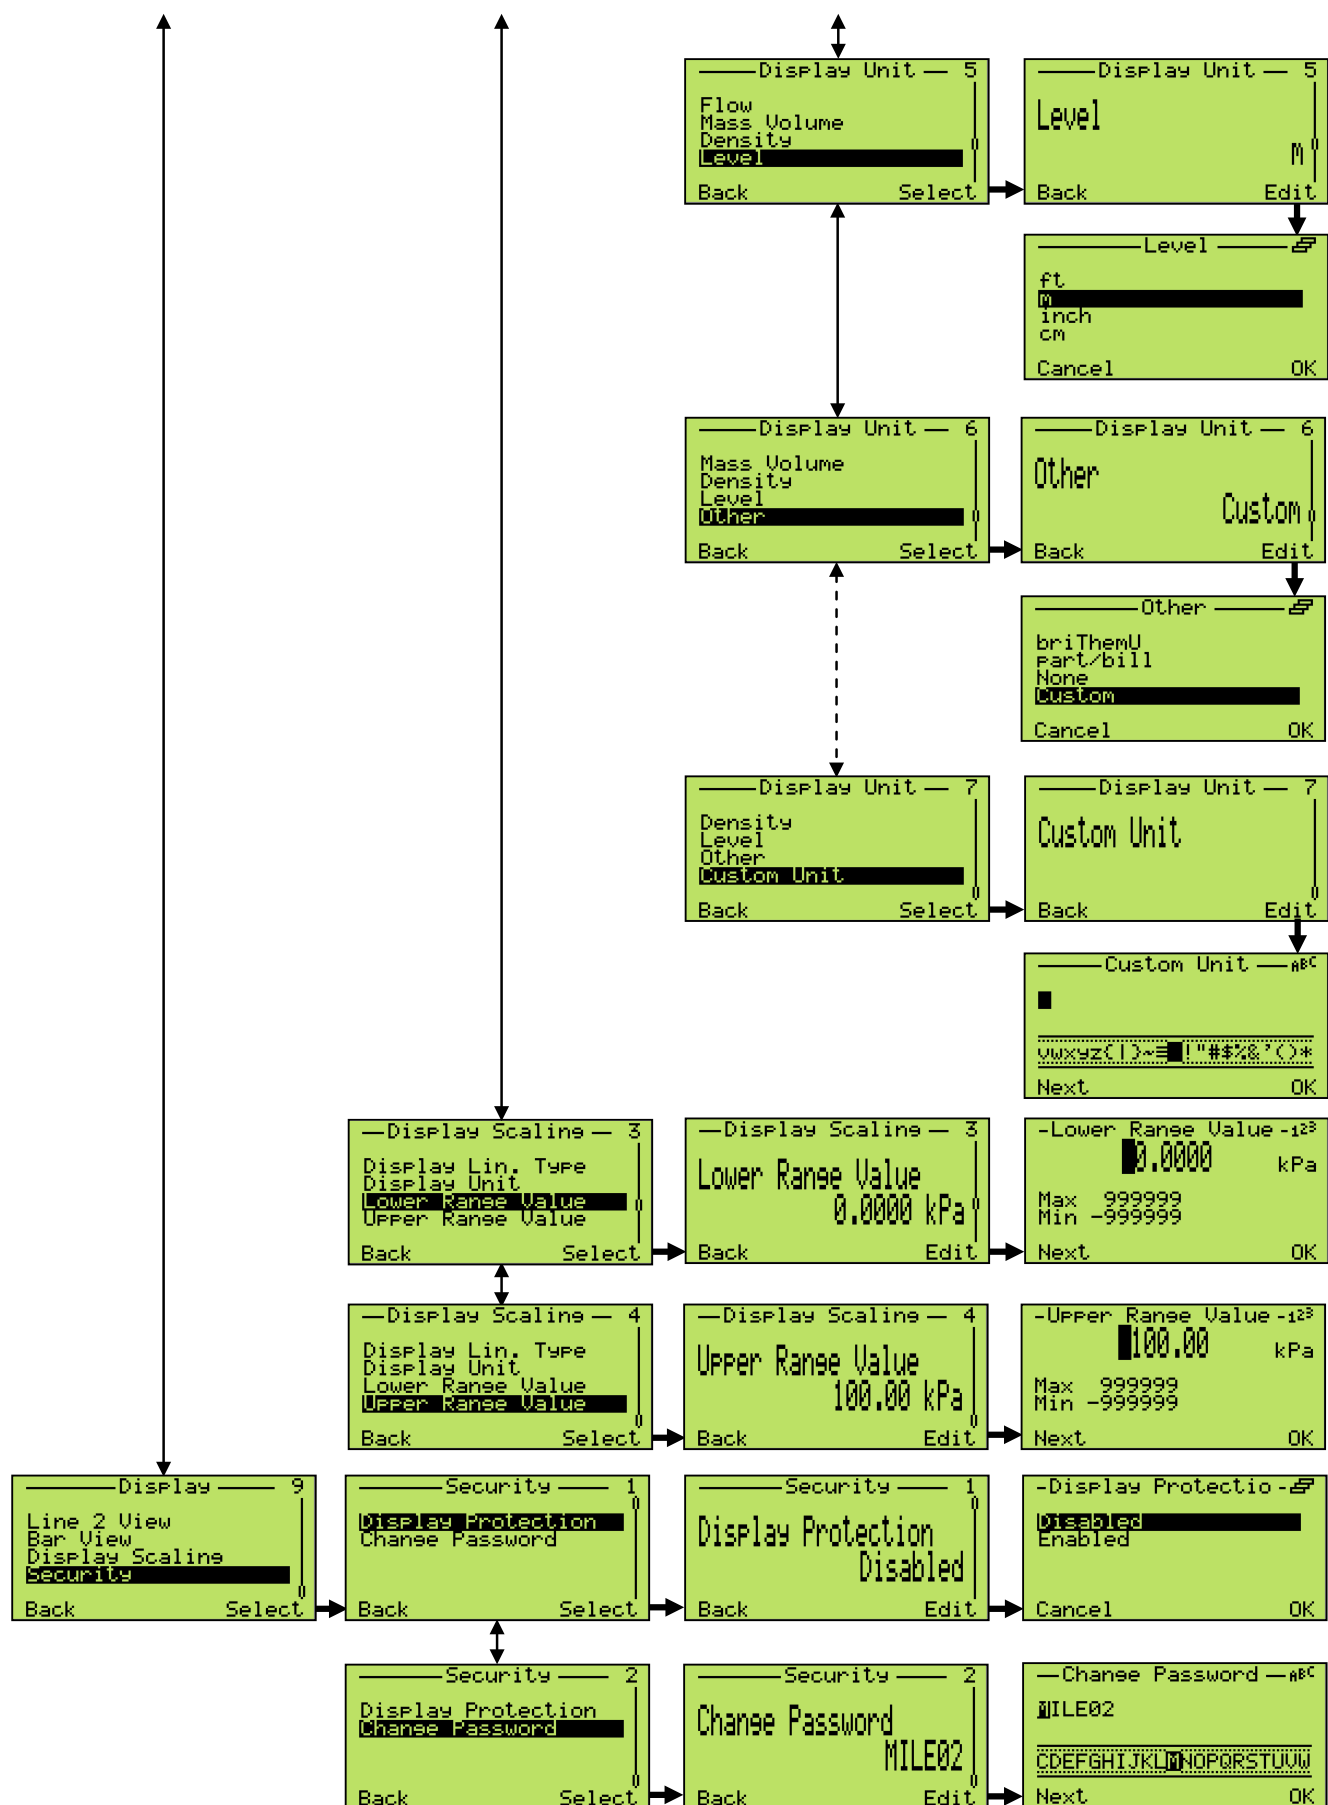 Display Unit 5
Flow
Mass Volume
Density
Level
Back Select
Display Unit 5
Level
m
Back Edit
Level
ft
m
inch
cm
Cancel OK
Display Unit 6
Mass Volume
Density
Level
Other
Back Select
Display Unit 6
Other
Custom
Back Edit
Other
briThemU
part/bill
None
Custom
Cancel OK
Display Unit 7
Density
Level
Other
Custom Unit
Back Select
Display Unit 7
Custom Unit
Back Edit
Custom Unit ABC
vwxyz{|}~≡ !"#$%&'()*
Next OK
Display Scaling 3
Display Lin. Type
Display Unit
Lower Range Value
Upper Range Value
Back Select
Display Scaling 3
Lower Range Value
0.0000 kPa
Back Edit
-Lower Range Value -123
0.0000 kPa
Max 999999
Min -999999
Next OK
Display Scaling 4
Display Lin. Type
Display Unit
Lower Range Value
Upper Range Value
Back Select
Display Scaling 4
Upper Range Value
100.00 kPa
Back Edit
-Upper Range Value -123
100.00 kPa
Max 999999
Min -999999
Next OK
Display 9
Line 2 View
Bar View
Display Scaling
Security
Back Select
Security 1
Display Protection
Change Password
Back Select
Security 1
Display Protection
Disabled
Back Edit
-Display Protectio-
Disabled
Enabled
Cancel OK
Security 2
Display Protection
Change Password
Back Select
Security 2
Change Password
MILE02
Back Edit
Change Password ABC
MILE02
CDEFGHIJKLMNOPQRSTUVW
Next OK